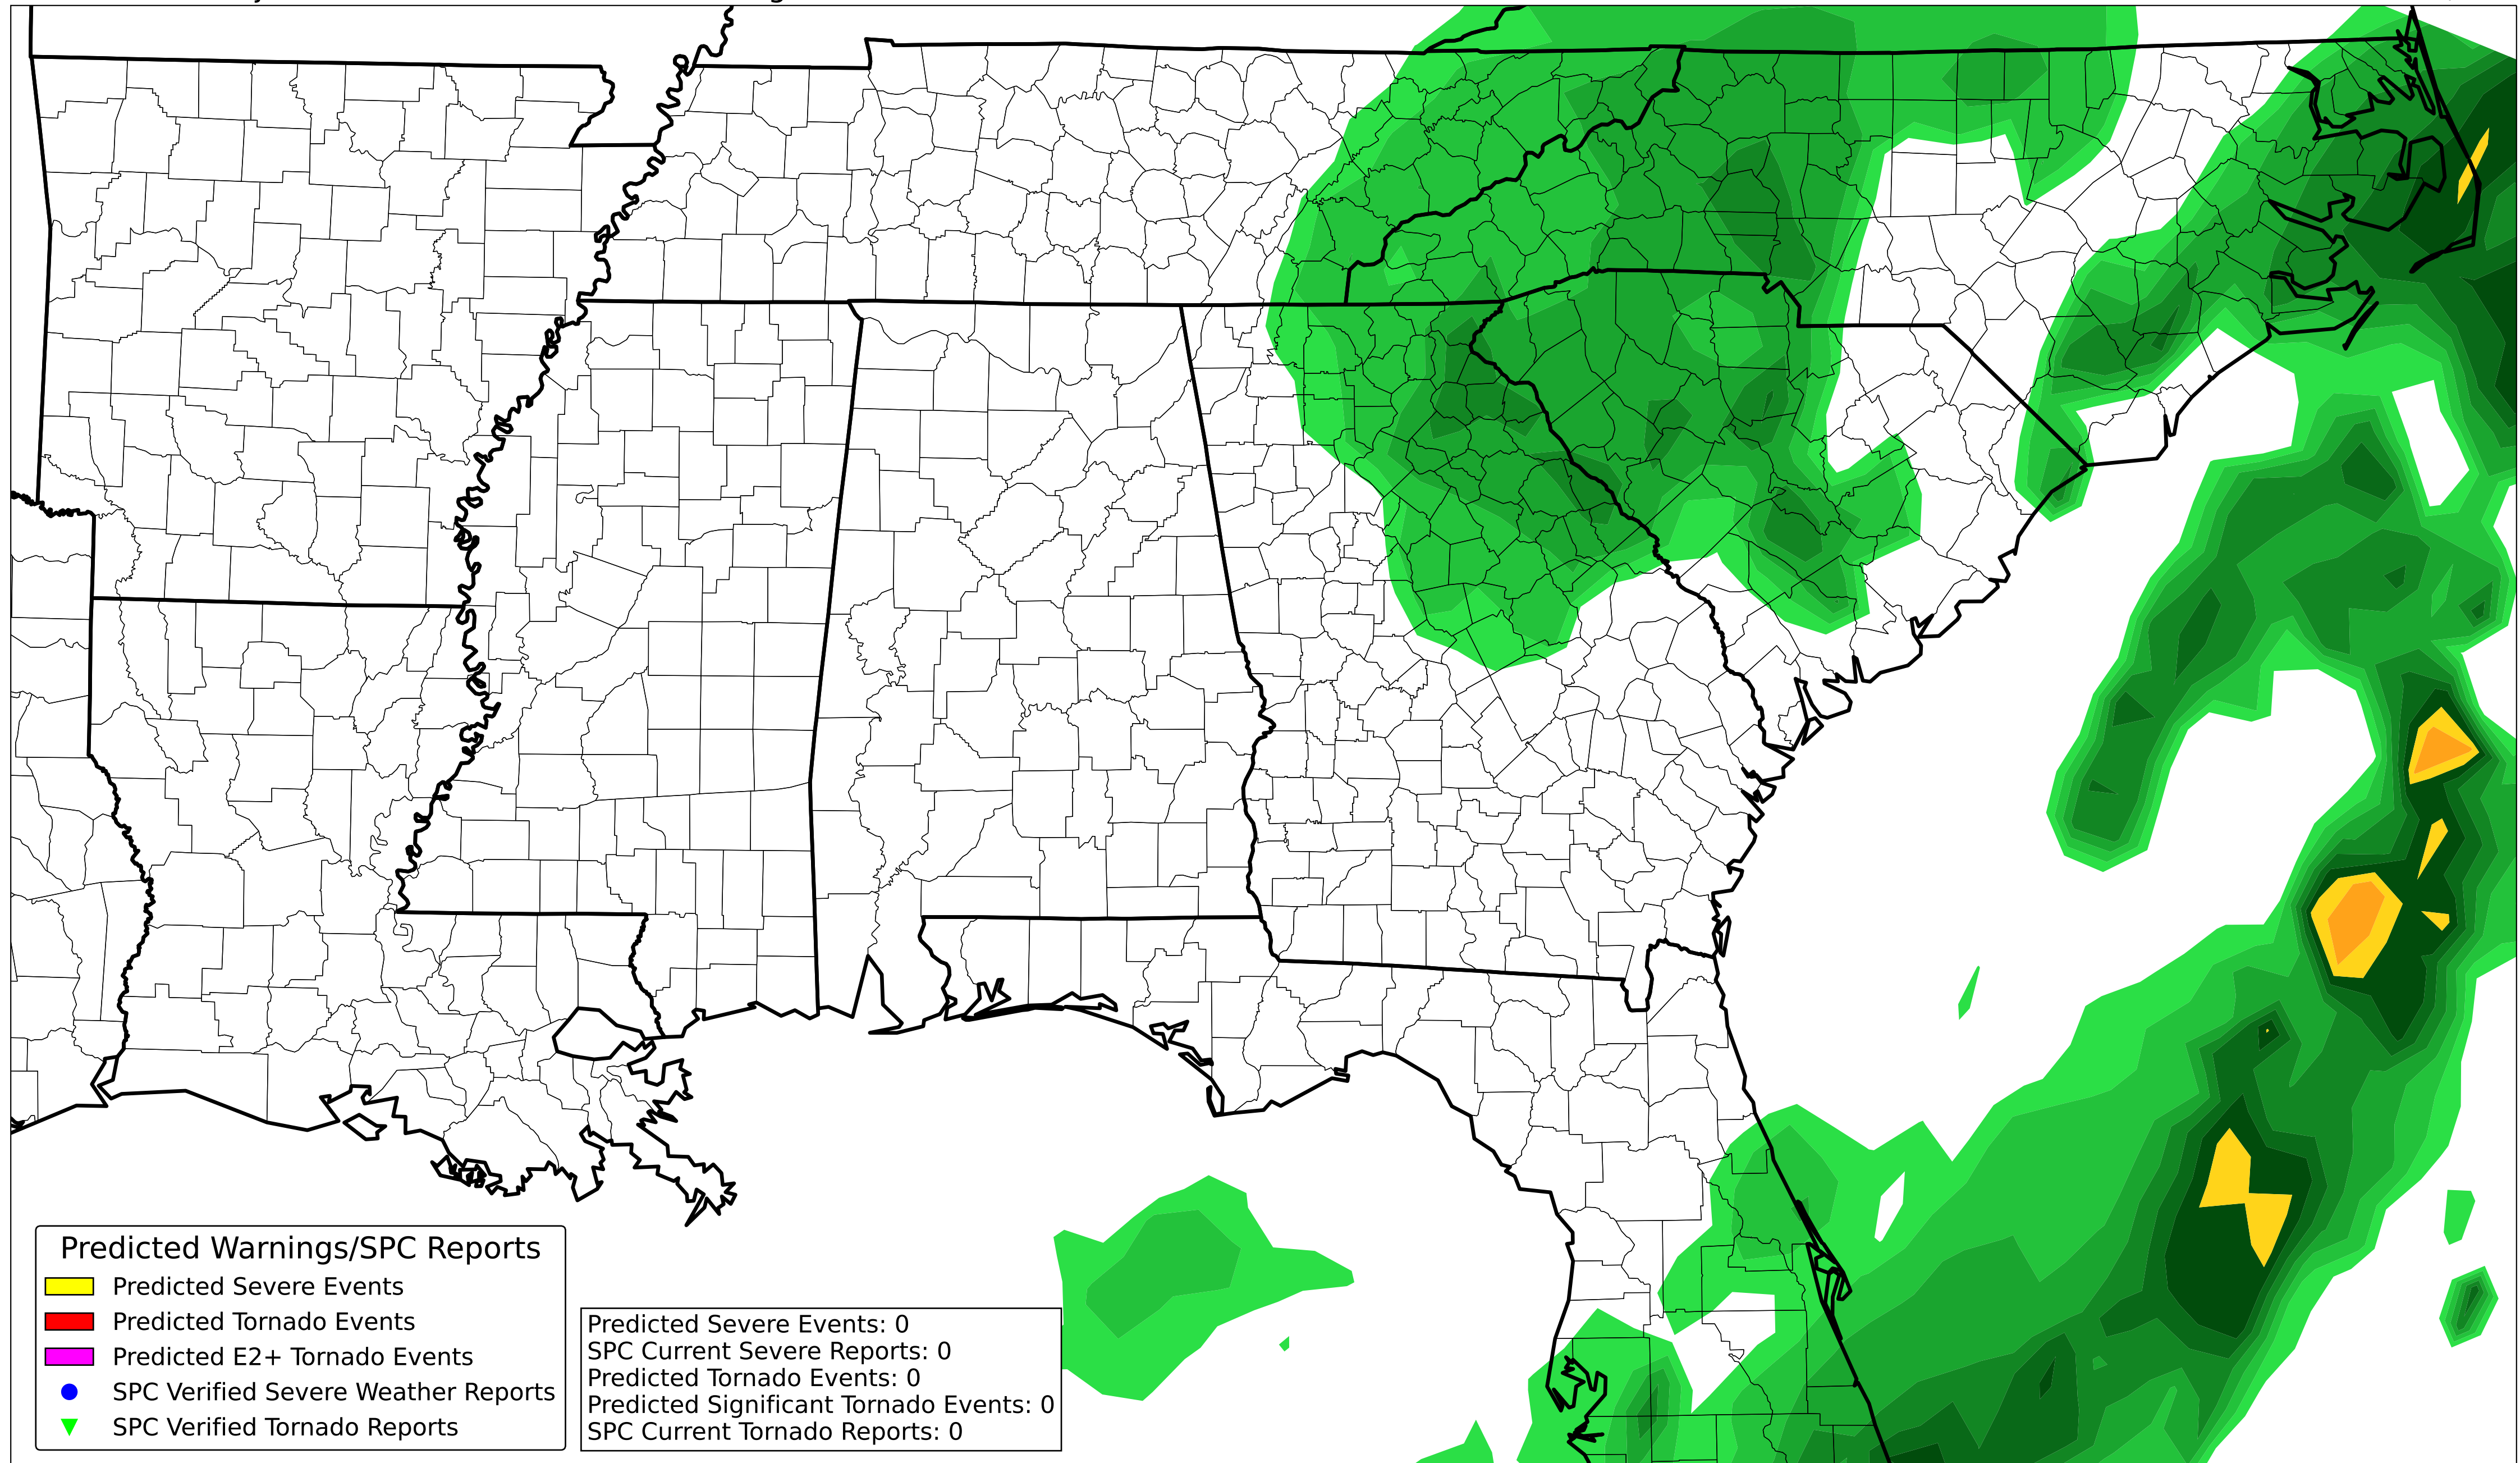 Predicted Warnings/SPC Reports
Predicted Severe Events
Predicted Tornado Events
Predicted E2+ Tornado Events
SPC Verified Severe Weather Reports
SPC Verified Tornado Reports
Predicted Severe Events: 0
SPC Current Severe Reports: 0
Predicted Tornado Events: 0
Predicted Significant Tornado Events: 0
SPC Current Tornado Reports: 0